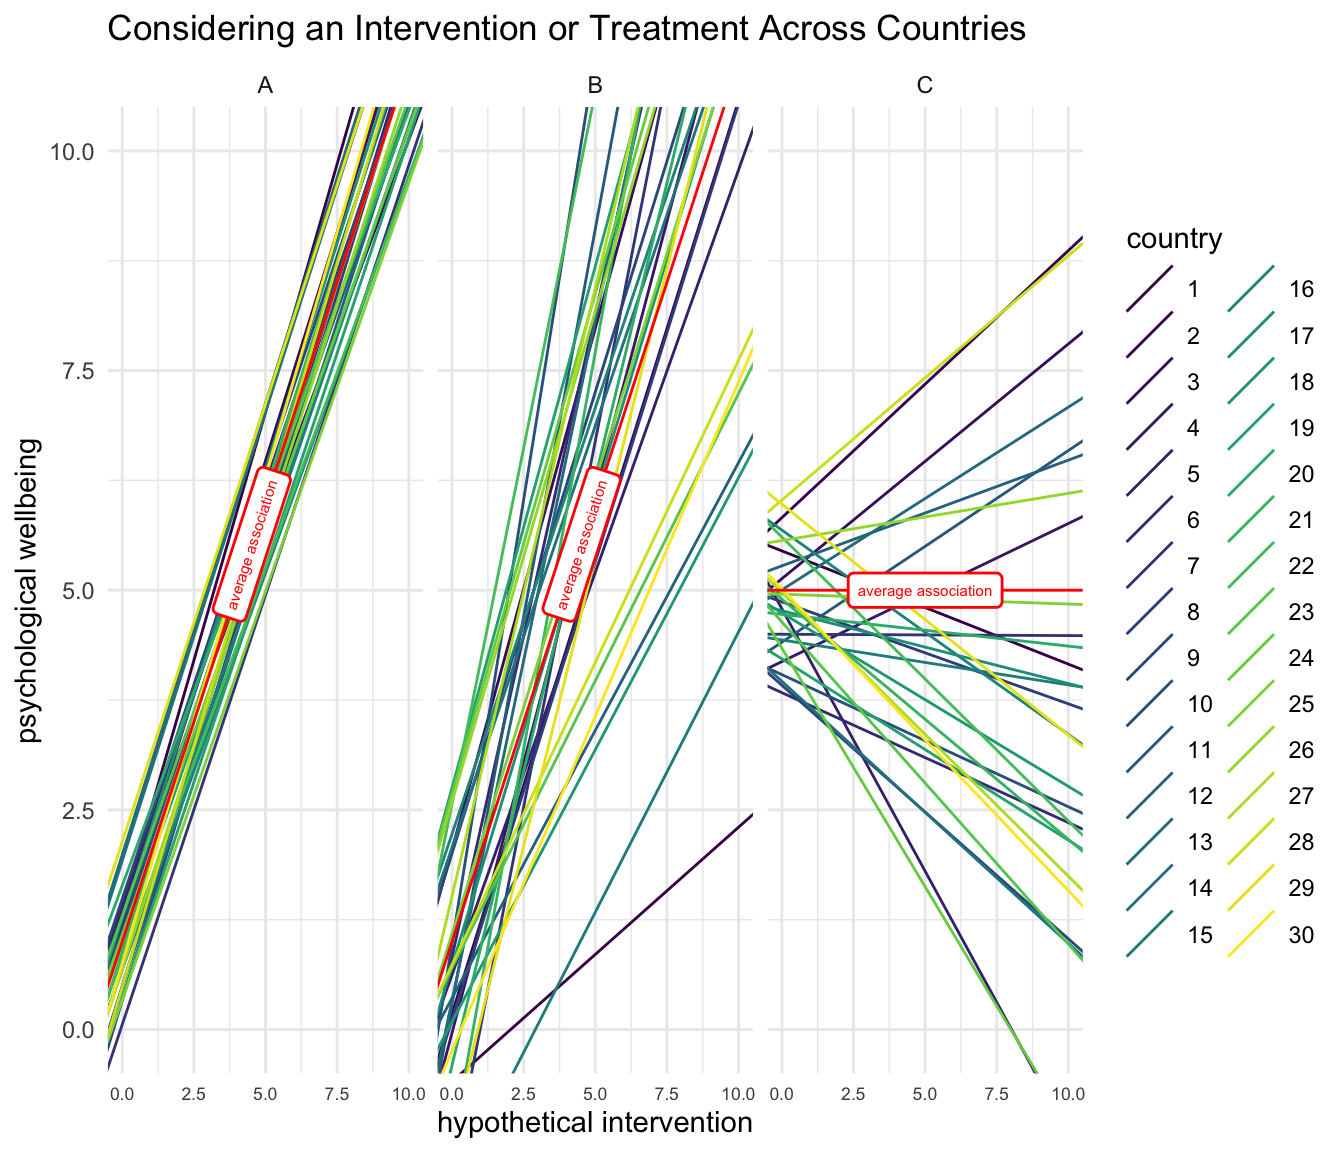 Considering an Intervention or Treatment Across Countries
A B C
psychological wellbeing
10.0
7.5
5.0
2.5
0.0
average association
average association
average association
0.0 2.5 5.0 7.5 10.0 0.0 2.5 5.0 7.5 10.0 0.0 2.5 5.0 7.5 10.0
hypothetical intervention
country
1 16
2 17
3 18
4 19
5 20
6 21
7 22
8 23
9 24
10 25
11 26
12 27
13 28
14 29
15 30